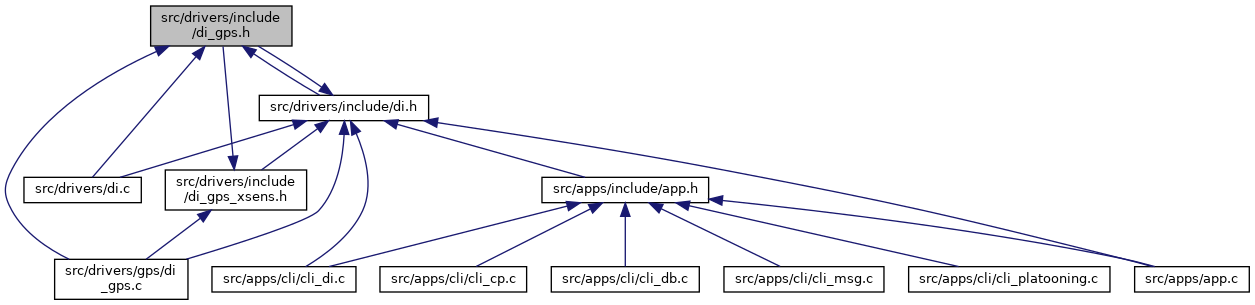 src/drivers/include
/di_gps.h
src/drivers/include/di.h
src/drivers/di.c
src/drivers/include
/di_gps_xsens.h
src/apps/include/app.h
src/drivers/gps/di
_gps.c
src/apps/cli/cli_di.c
src/apps/cli/cli_cp.c
src/apps/cli/cli_db.c
src/apps/cli/cli_msg.c
src/apps/cli/cli_platooning.c
src/apps/app.c